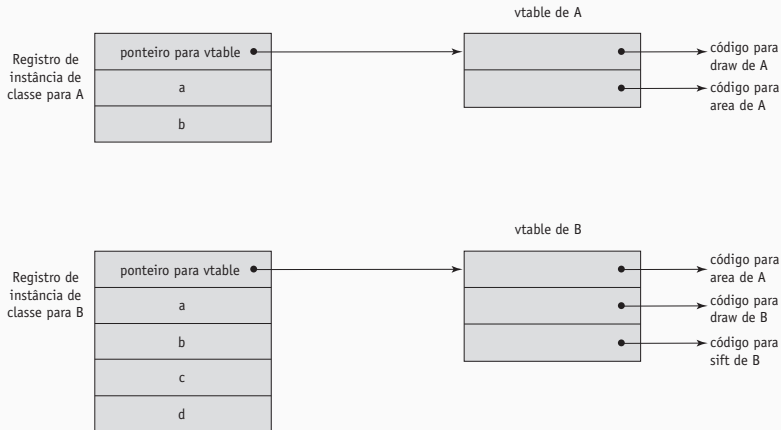 vtable de A
Registro de
instância de
classe para A
ponteiro para vtable
a
b
código para
draw de A
código para
area de A
vtable de B
Registro de
instância de
classe para B
ponteiro para vtable
a
b
c
d
código para
area de A
código para
draw de B
código para
sift de B